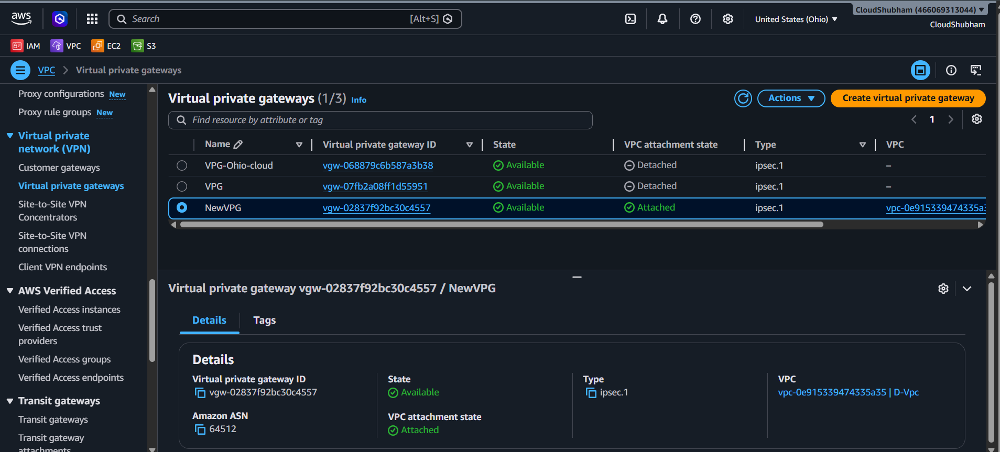 aws
Search [Alt+S]
United States (Ohio)
CloudShubham (466069313044)
CloudShubham
IAM VPC EC2 S3
VPC Virtual private gateways
Proxy configurations New
Proxy rule groups New
Virtual private
network (VPN)
Customer gateways
Virtual private gateways
Site-to-Site VPN
Concentrators
Site-to-Site VPN
connections
Client VPN endpoints
AWS Verified Access
Verified Access instances
Verified Access trust
providers
Verified Access groups
Verified Access endpoints
Transit gateways
Transit gateways
Transit gateway
attachments
Virtual private gateways (1/3) Info
Actions
Create virtual private gateway
Find resource by attribute or tag
1
Name Virtual private gateway ID State VPC attachment state Type VPC
VPG-Ohio-cloud vgw-068879c6b587a3b38 Available Detached ipsec.1 –
VPG vgw-07fb2a08ff1d55951 Available Detached ipsec.1 –
NewVPG vgw-02837f92bc30c4557 Available Attached ipsec.1 vpc-0e915339474335a3
Virtual private gateway vgw-02837f92bc30c4557 / NewVPG
Details Tags
Details
Virtual private gateway ID
vgw-02837f92bc30c4557
Amazon ASN
64512
State
Available
VPC attachment state
Attached
Type
ipsec.1
VPC
vpc-0e915339474335a35 | D-Vpc